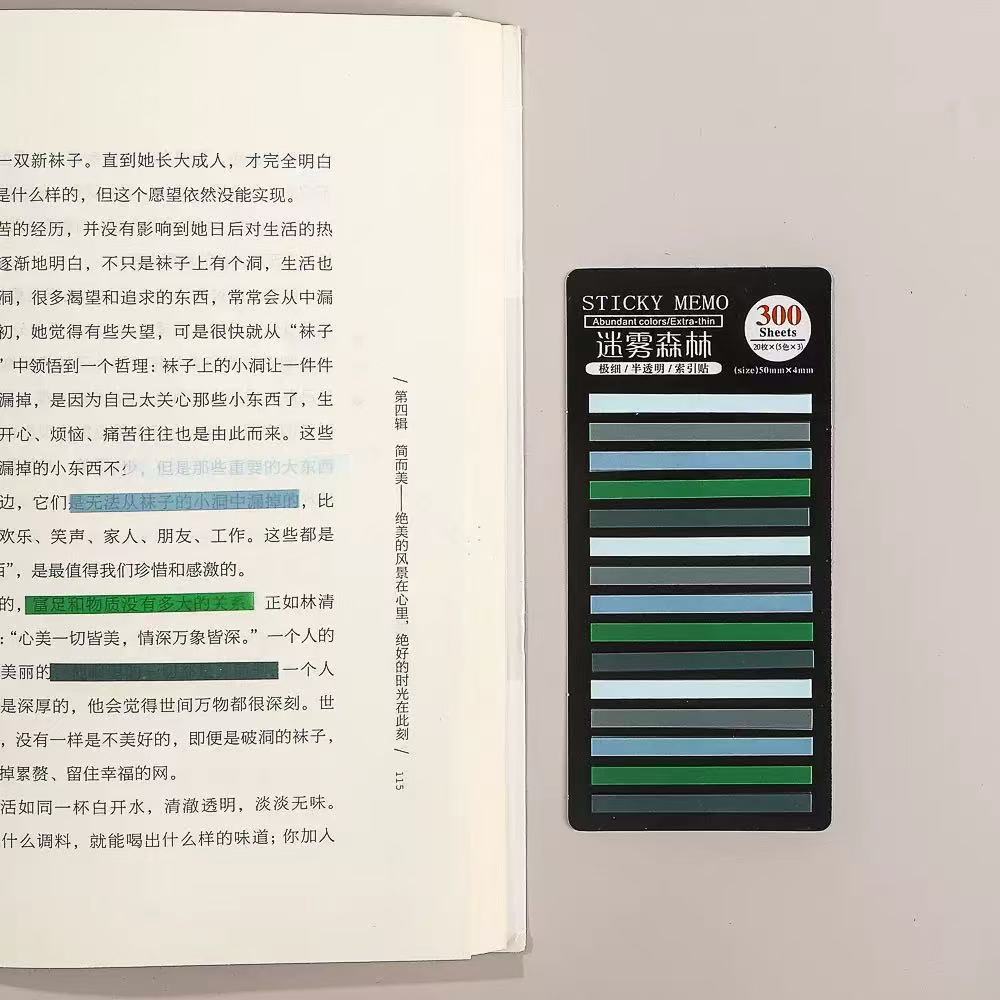 一双新袜子。直到她长大成人，才完全明白
是什么样的，但这个愿望依然没能实现。
苦的经历，并没有影响到她日后对生活的热
逐渐地明白，不只是袜子上有个洞，生活也
洞，很多渴望和追求的东西，常常会从中漏
初，她觉得有些失望，可是很快就从“袜子
”中领悟到一个哲理：袜子上的小洞让一件件
漏掉，是因为自己太关心那些小东西了，生
开心、烦恼、痛苦往往也是由此而来。这些
漏掉的小东西不少，但是那些重要的大东西
边，它们是无法从袜子的小洞中漏掉的，比
欢乐、笑声、家人、朋友、工作。这些都是
”，是最值得我们珍惜和感激的。
的，富足和物质没有多大的关系。正如林清
：“心美一切皆美，情深万象皆深。”一个人的
美丽的
一个人
是深厚的，他会觉得世间万物都很深刻。世
，没有一样是不美好的，即便是破洞的袜子，
掉累赘、留住幸福的网。
活如同一杯白开水，清澈透明，淡淡无味。
什么调料，就能喝出什么样的味道；你加人
/ 第四辑 简而美——绝美的风景在心里，绝好的时光在此刻 / 115
STICKY MEMO
Abundant colors/Extra-thin
迷雾森林
极细/半透明/索引贴
300
Sheets
20枚×(5色×3)
(size)50mm×4mm